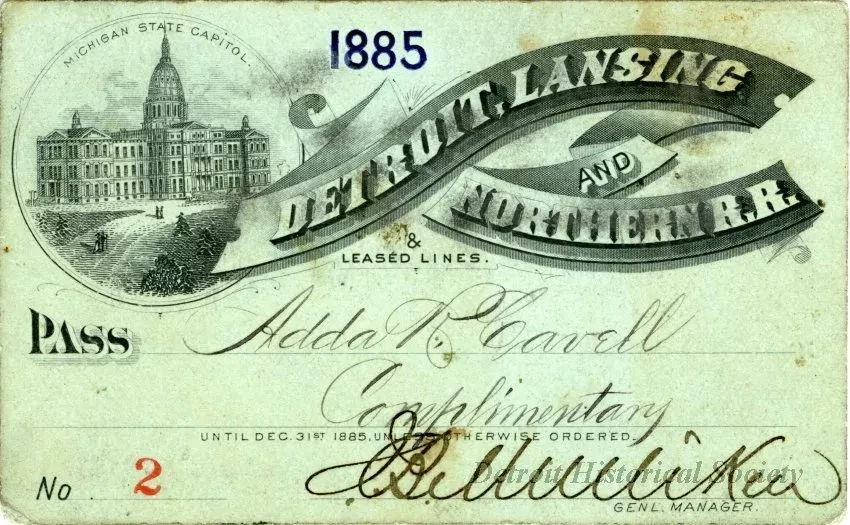 MICHIGAN STATE CAPITOL.
1885
DETROIT, LANSING
AND
NORTHERN R.R.
&
LEASED LINES.
PASS Adda R. Cavell
Complimentary
UNTIL DEC. 31ST 1885, UNLESS OTHERWISE ORDERED.
No 2 J. B. Mulliken
Detroit Historical Society
GENL. MANAGER.